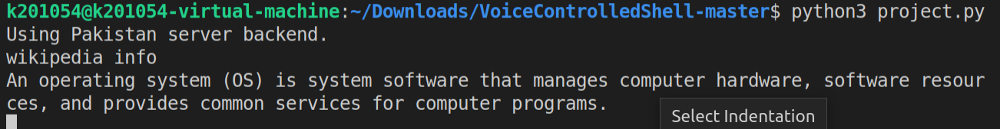 k201054@k201054-virtual-machine:~/Downloads/VoiceControlledShell-master$ python3 project.py
Using Pakistan server backend.
wikipedia info
An operating system (OS) is system software that manages computer hardware, software resour
ces, and provides common services for computer programs.
Select Indentation